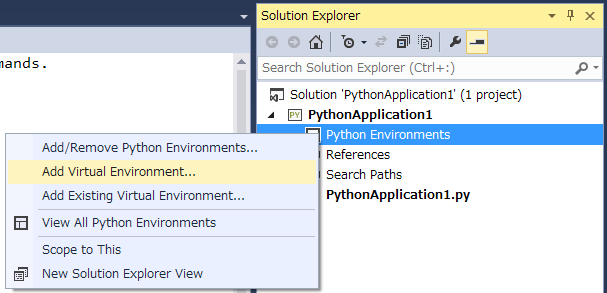 Solution Explorer
mands.
Search Solution Explorer (Ctrl+:)
Solution 'PythonApplication1' (1 project)
PY PythonApplication1
Python Environments
References
Search Paths
PythonApplication1.py
Add/Remove Python Environments...
Add Virtual Environment...
Add Existing Virtual Environment...
View All Python Environments
Scope to This
New Solution Explorer View